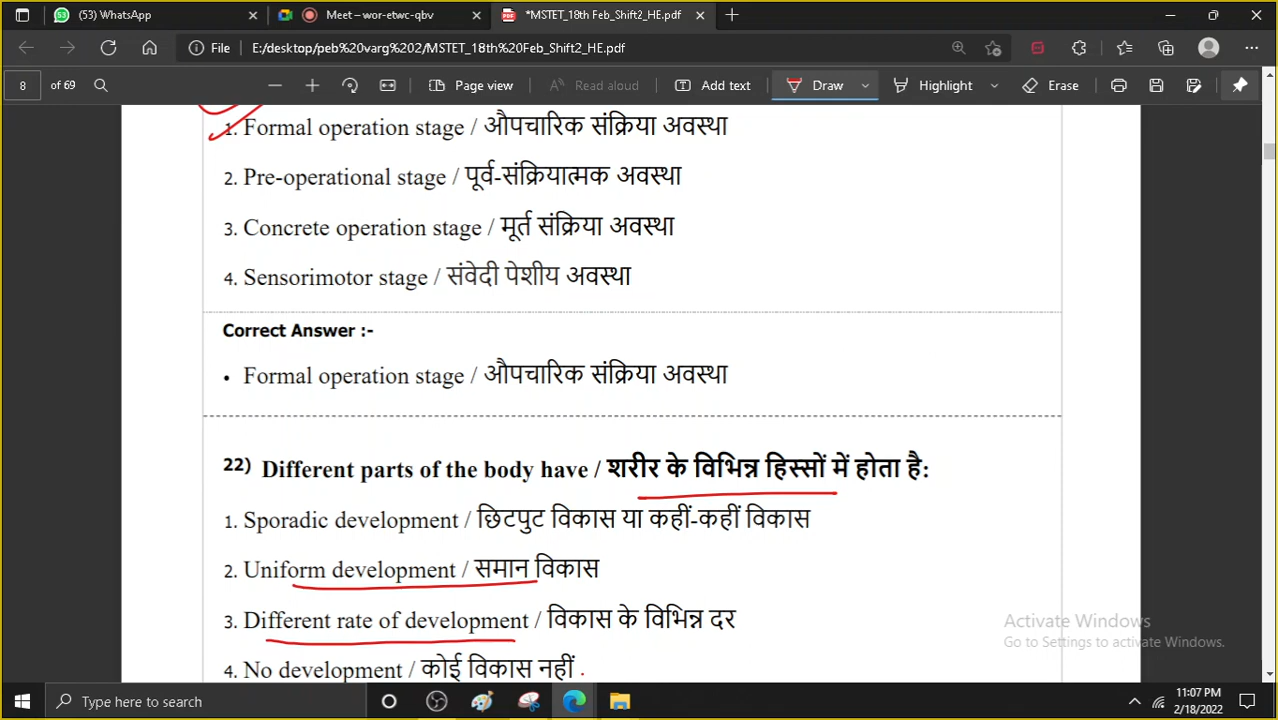 (53) WhatsApp
Meet – wor-etwc-qbv
*MSTET_18th Feb_Shift2_HE.pdf
File
E:/desktop/peb%20varg%202/MSTET_18th%20Feb_Shift2_HE.pdf
8 of 69
Page view
Read aloud
Add text
Draw
Highlight
Erase
1. Formal operation stage / औपचारिक संक्रिया अवस्था
2. Pre-operational stage / पूर्व-संक्रियात्मक अवस्था
3. Concrete operation stage / मूर्त संक्रिया अवस्था
4. Sensorimotor stage / संवेदी पेशीय अवस्था
Correct Answer :-
• Formal operation stage / औपचारिक संक्रिया अवस्था
22) Different parts of the body have / शरीर के विभिन्न हिस्सों में होता है:
1. Sporadic development / छिटपुट विकास या कहीं-कहीं विकास
2. Uniform development / समान विकास
3. Different rate of development / विकास के विभिन्न दर
4. No development / कोई विकास नहीं
Activate Windows
Go to Settings to activate Windows.
Type here to search
11:07 PM
2/18/2022